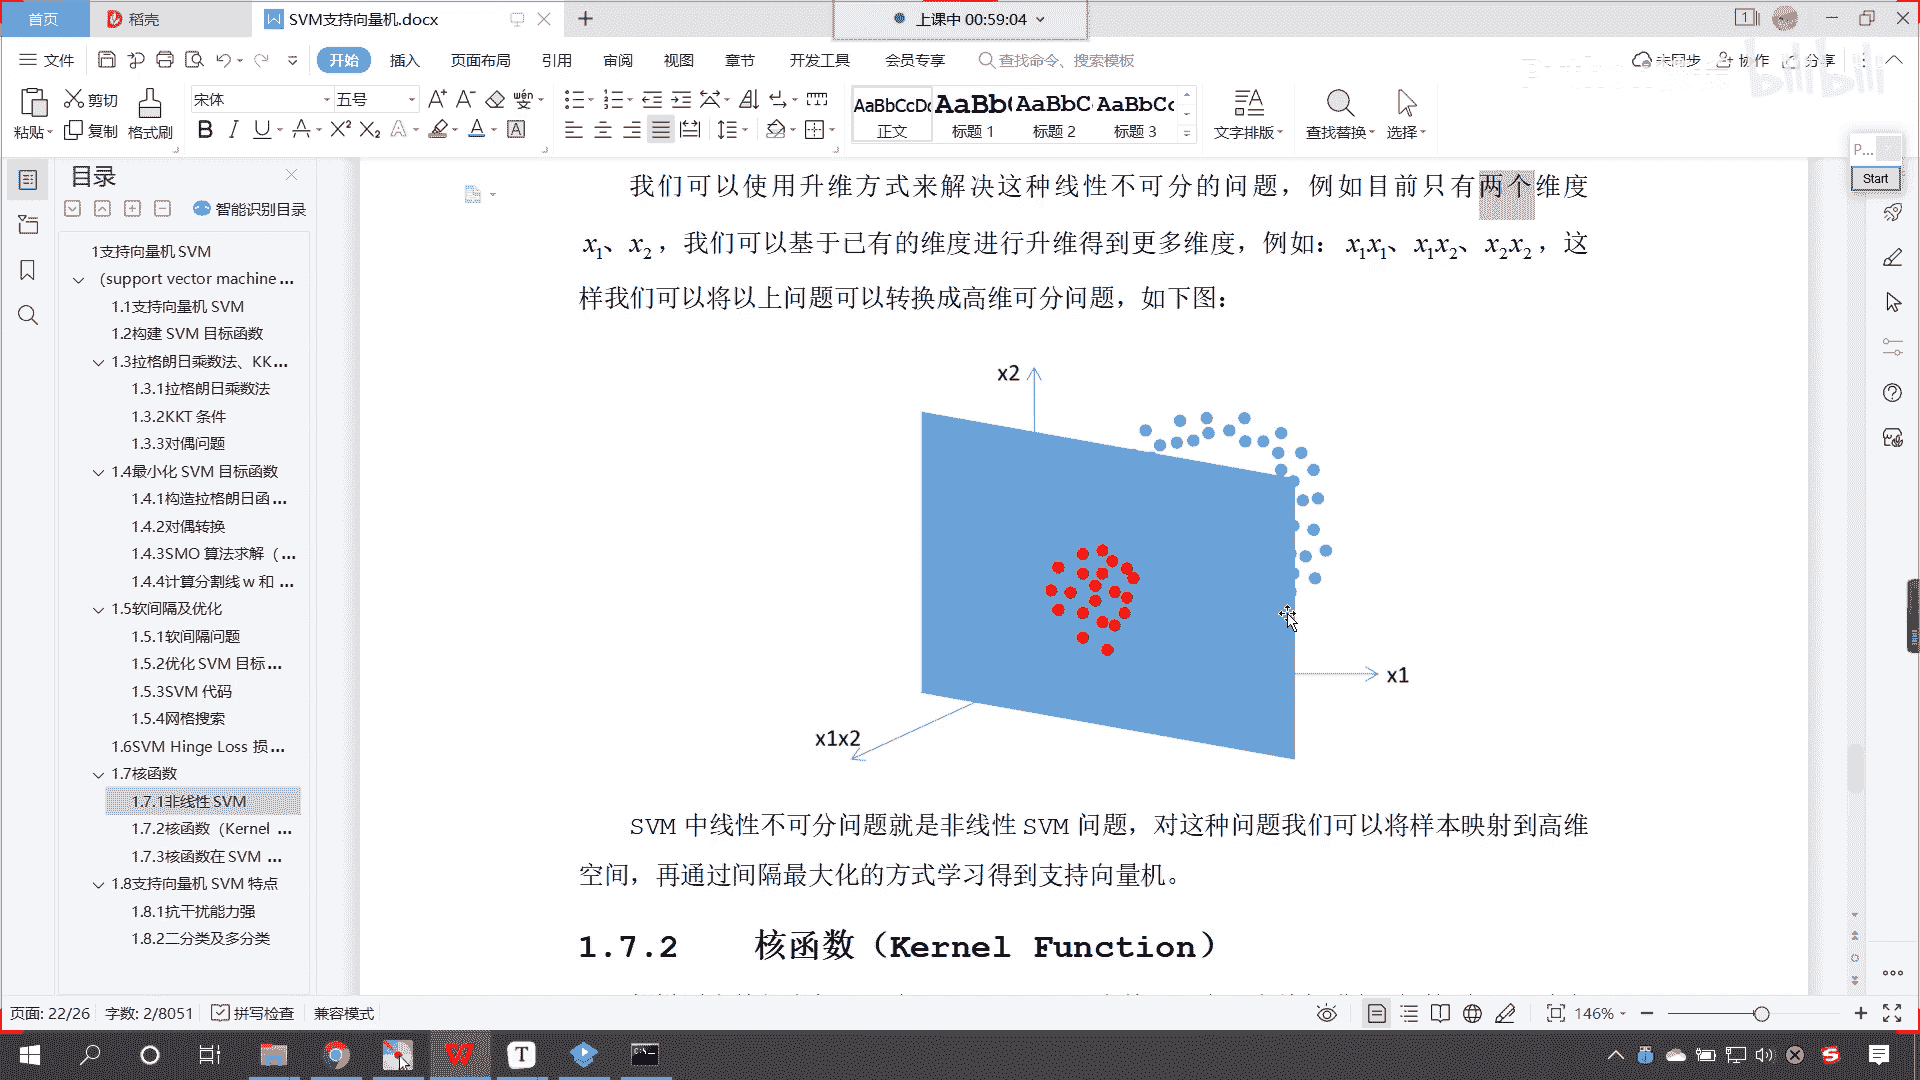 首页
稻壳
SVM支持向量机.docx
上课中 00:59:04
文件
开始
插入
页面布局
引用
审阅
视图
章节
开发工具
会员专享
查找命令、搜索模板
未同步
协作
分享
bilibili
粘贴
剪切
复制
格式刷
宋体
五号
AaBbCcDd
AaBb(
AaBbC
AaBbCc
正文
标题 1
标题 2
标题 3
文字排版
查找替换
选择
P...
Start
目录
智能识别目录
1支持向量机 SVM
（support vector machine ...
1.1支持向量机 SVM
1.2构建 SVM 目标函数
1.3拉格朗日乘数法、KK...
1.3.1拉格朗日乘数法
1.3.2KKT 条件
1.3.3对偶问题
1.4最小化 SVM 目标函数
1.4.1构造拉格朗日函 ...
1.4.2对偶转换
1.4.3SMO 算法求解（ ...
1.4.4计算分割线 w 和 ...
1.5软间隔及优化
1.5.1软间隔问题
1.5.2优化 SVM 目标 ...
1.5.3SVM 代码
1.5.4网格搜索
1.6SVM Hinge Loss 损 ...
1.7核函数
1.7.1非线性 SVM
1.7.2核函数（Kernel ...
1.7.3核函数在 SVM ...
1.8支持向量机 SVM 特点
1.8.1抗干扰能力强
1.8.2二分类及多分类
我们可以使用升维方式来解决这种线性不可分的问题，例如目前只有两个维度
x₁、x₂，我们可以基于已有的维度进行升维得到更多维度，例如：x₁x₁、x₁x₂、x₂x₂，这
样我们可以将以上问题可以转换成高维可分问题，如下图：
x2
x1
x1x2
SVM 中线性不可分问题就是非线性 SVM 问题，对这种问题我们可以将样本映射到高维
空间，再通过间隔最大化的方式学习得到支持向量机。
1.7.2 核函数（Kernel Function）
页面: 22/26
字数: 2/8051
拼写检查
兼容模式
146%